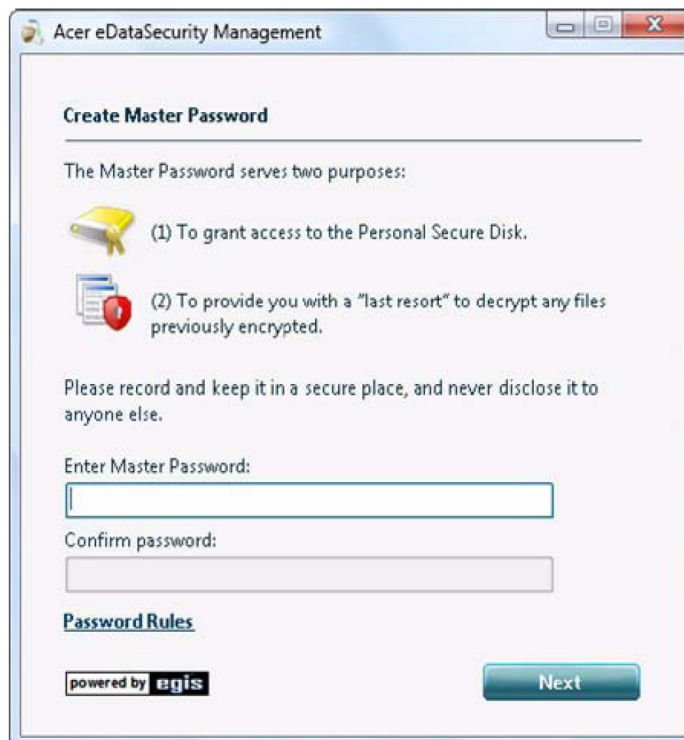 Acer eDataSecurity Management
Create Master Password
The Master Password serves two purposes:
(1) To grant access to the Personal Secure Disk.
(2) To provide you with a "last resort" to decrypt any files
previously encrypted.
Please record and keep it in a secure place, and never disclose it to
anyone else.
Enter Master Password:
Confirm password:
Password Rules
powered by egis
Next